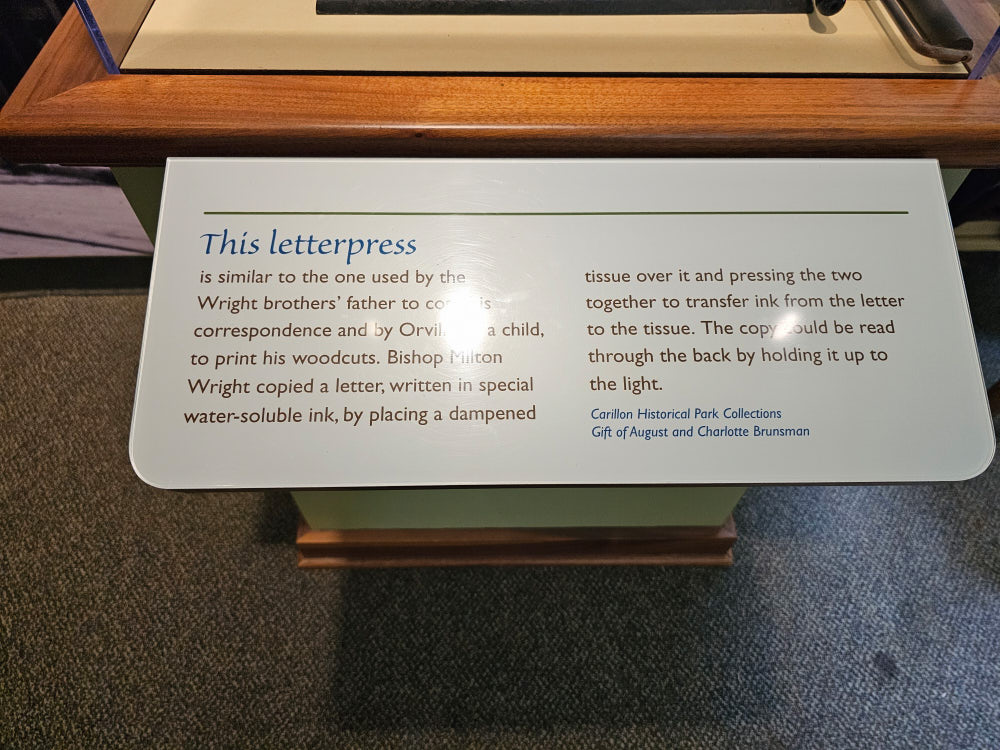 This letterpress
is similar to the one used by the
Wright brothers' father to
correspondence and by a child,
to print his woodcuts. Bishop Milton
Wright copied a letter, written in special
water-soluble ink, by placing a dampened
tissue over it and pressing the two
together to transfer ink from the letter
to the tissue. The copy could be read
through the back by holding it up to
the light.
Carillon Historical Park Collections
Gift of August and Charlotte Brunsman